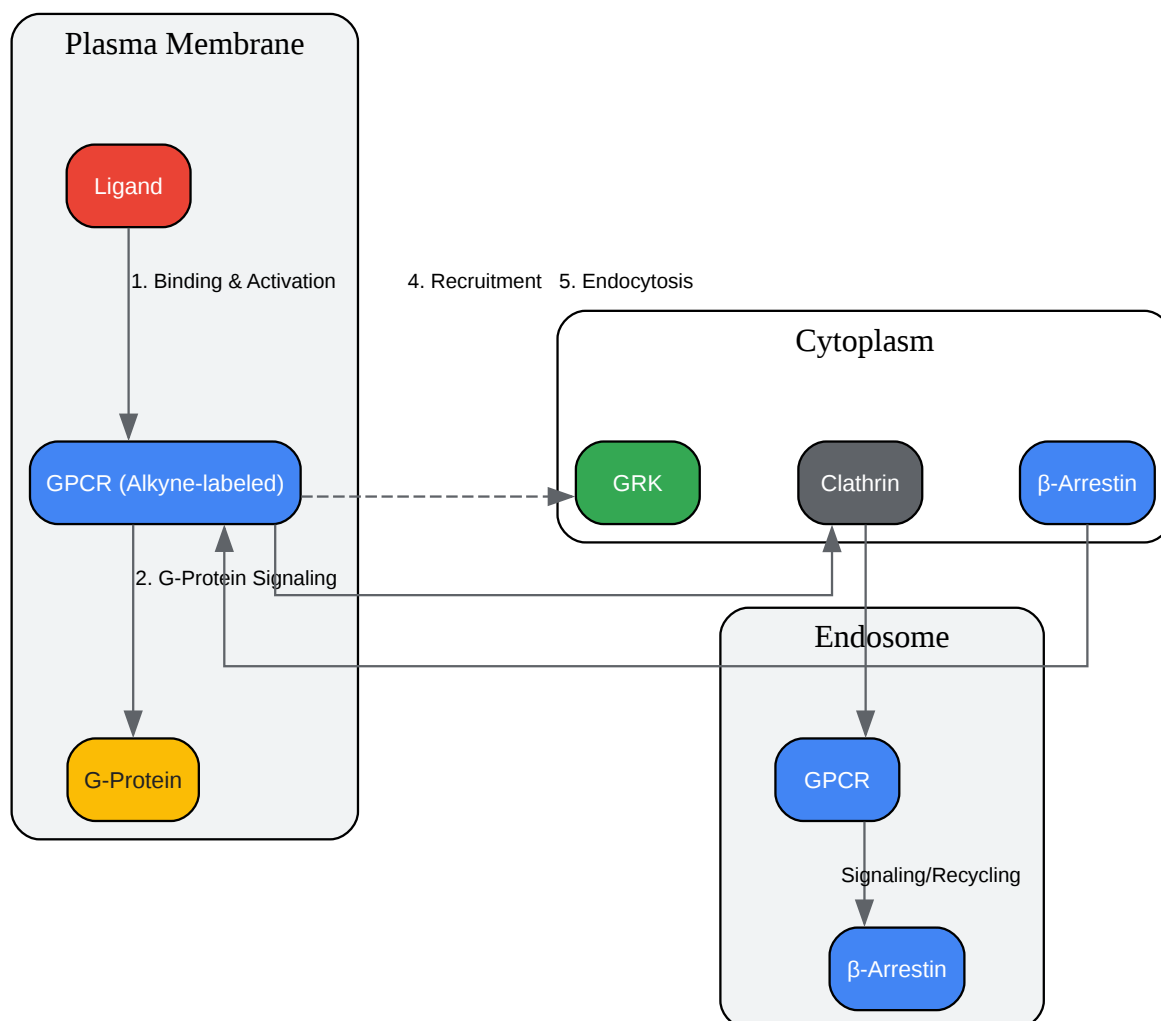 Plasma Membrane
Ligand
1. Binding & Activation
4. Recruitment
5. Endocytosis
Cytoplasm
GPCR (Alkyne-labeled)
GRK
Clathrin
β-Arrestin
2. G-Protein Signaling
Endosome
G-Protein
GPCR
Signaling/Recycling
β-Arrestin